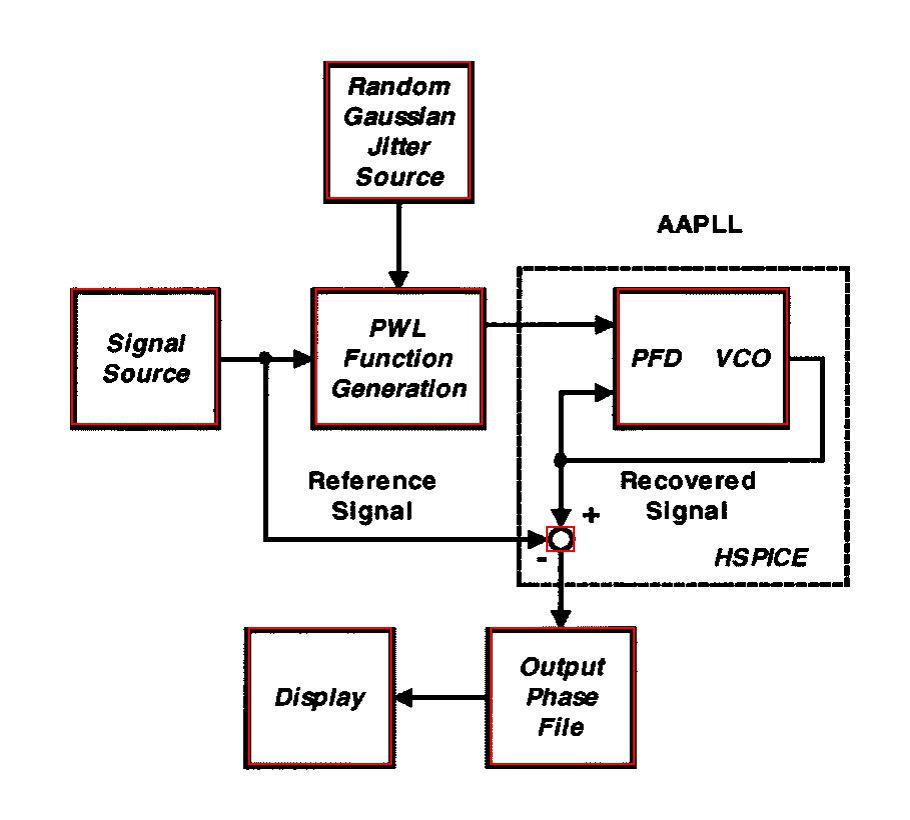 Random
Gaussian
Jitter
Source
AAPLL
Signal
Source
PWL
Function
Generation
PFD VCO
Reference
Signal
Recovered
Signal
+
-
HSPICE
Display
Output
Phase
File